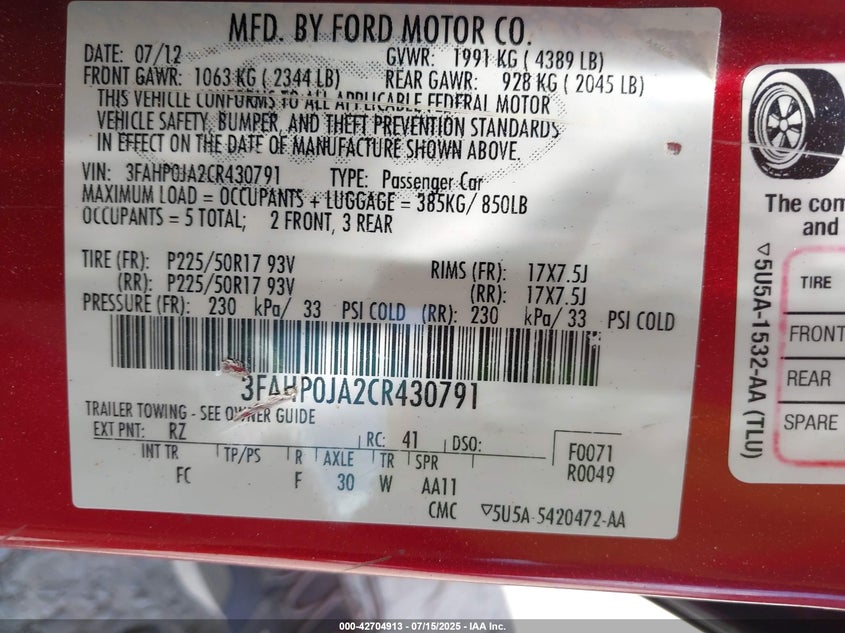 MFD. BY FORD MOTOR CO.
DATE: 07/12 GVWR: 1991 KG ( 4389 LB)
FRONT GAWR: 1063 KG ( 2344 LB) REAR GAWR: 928 KG ( 2045 LB)
THIS VEHICLE CONFORMS TO ALL APPLICABLE FEDERAL MOTOR
VEHICLE SAFETY, BUMPER, AND THEFT PREVENTION STANDARDS
IN EFFECT ON THE DATE OF MANUFACTURE SHOWN ABOVE.
VIN: 3FAHP0JA2CR430791 TYPE: Passenger Car
MAXIMUM LOAD = OCCUPANTS + LUGGAGE = 385KG/ 850LB
OCCUPANTS = 5 TOTAL; 2 FRONT, 3 REAR
TIRE (FR): P225/50R17 93V RIMS (FR): 17X7.5J
(RR): P225/50R17 93V (RR): 17X7.5J
PRESSURE (FR): 230 kPa/ 33 PSI COLD (RR): 230 kPa/ 33 PSI COLD
3FAHP0JA2CR430791
TRAILER TOWING - SEE OWNER GUIDE
EXT PNT: RZ RC: 41 DSO: F0071
INT TR TP/PS R AXLE TR SPR R0049
FC F 30 W AA11
CMC ▽5U5A-5420472-AA
The com
and
TIRE
FRONT
REAR
SPARE
▽5U5A-1532-AA (TLU)
000-42704913 - 07/15/2025 - IAA Inc.